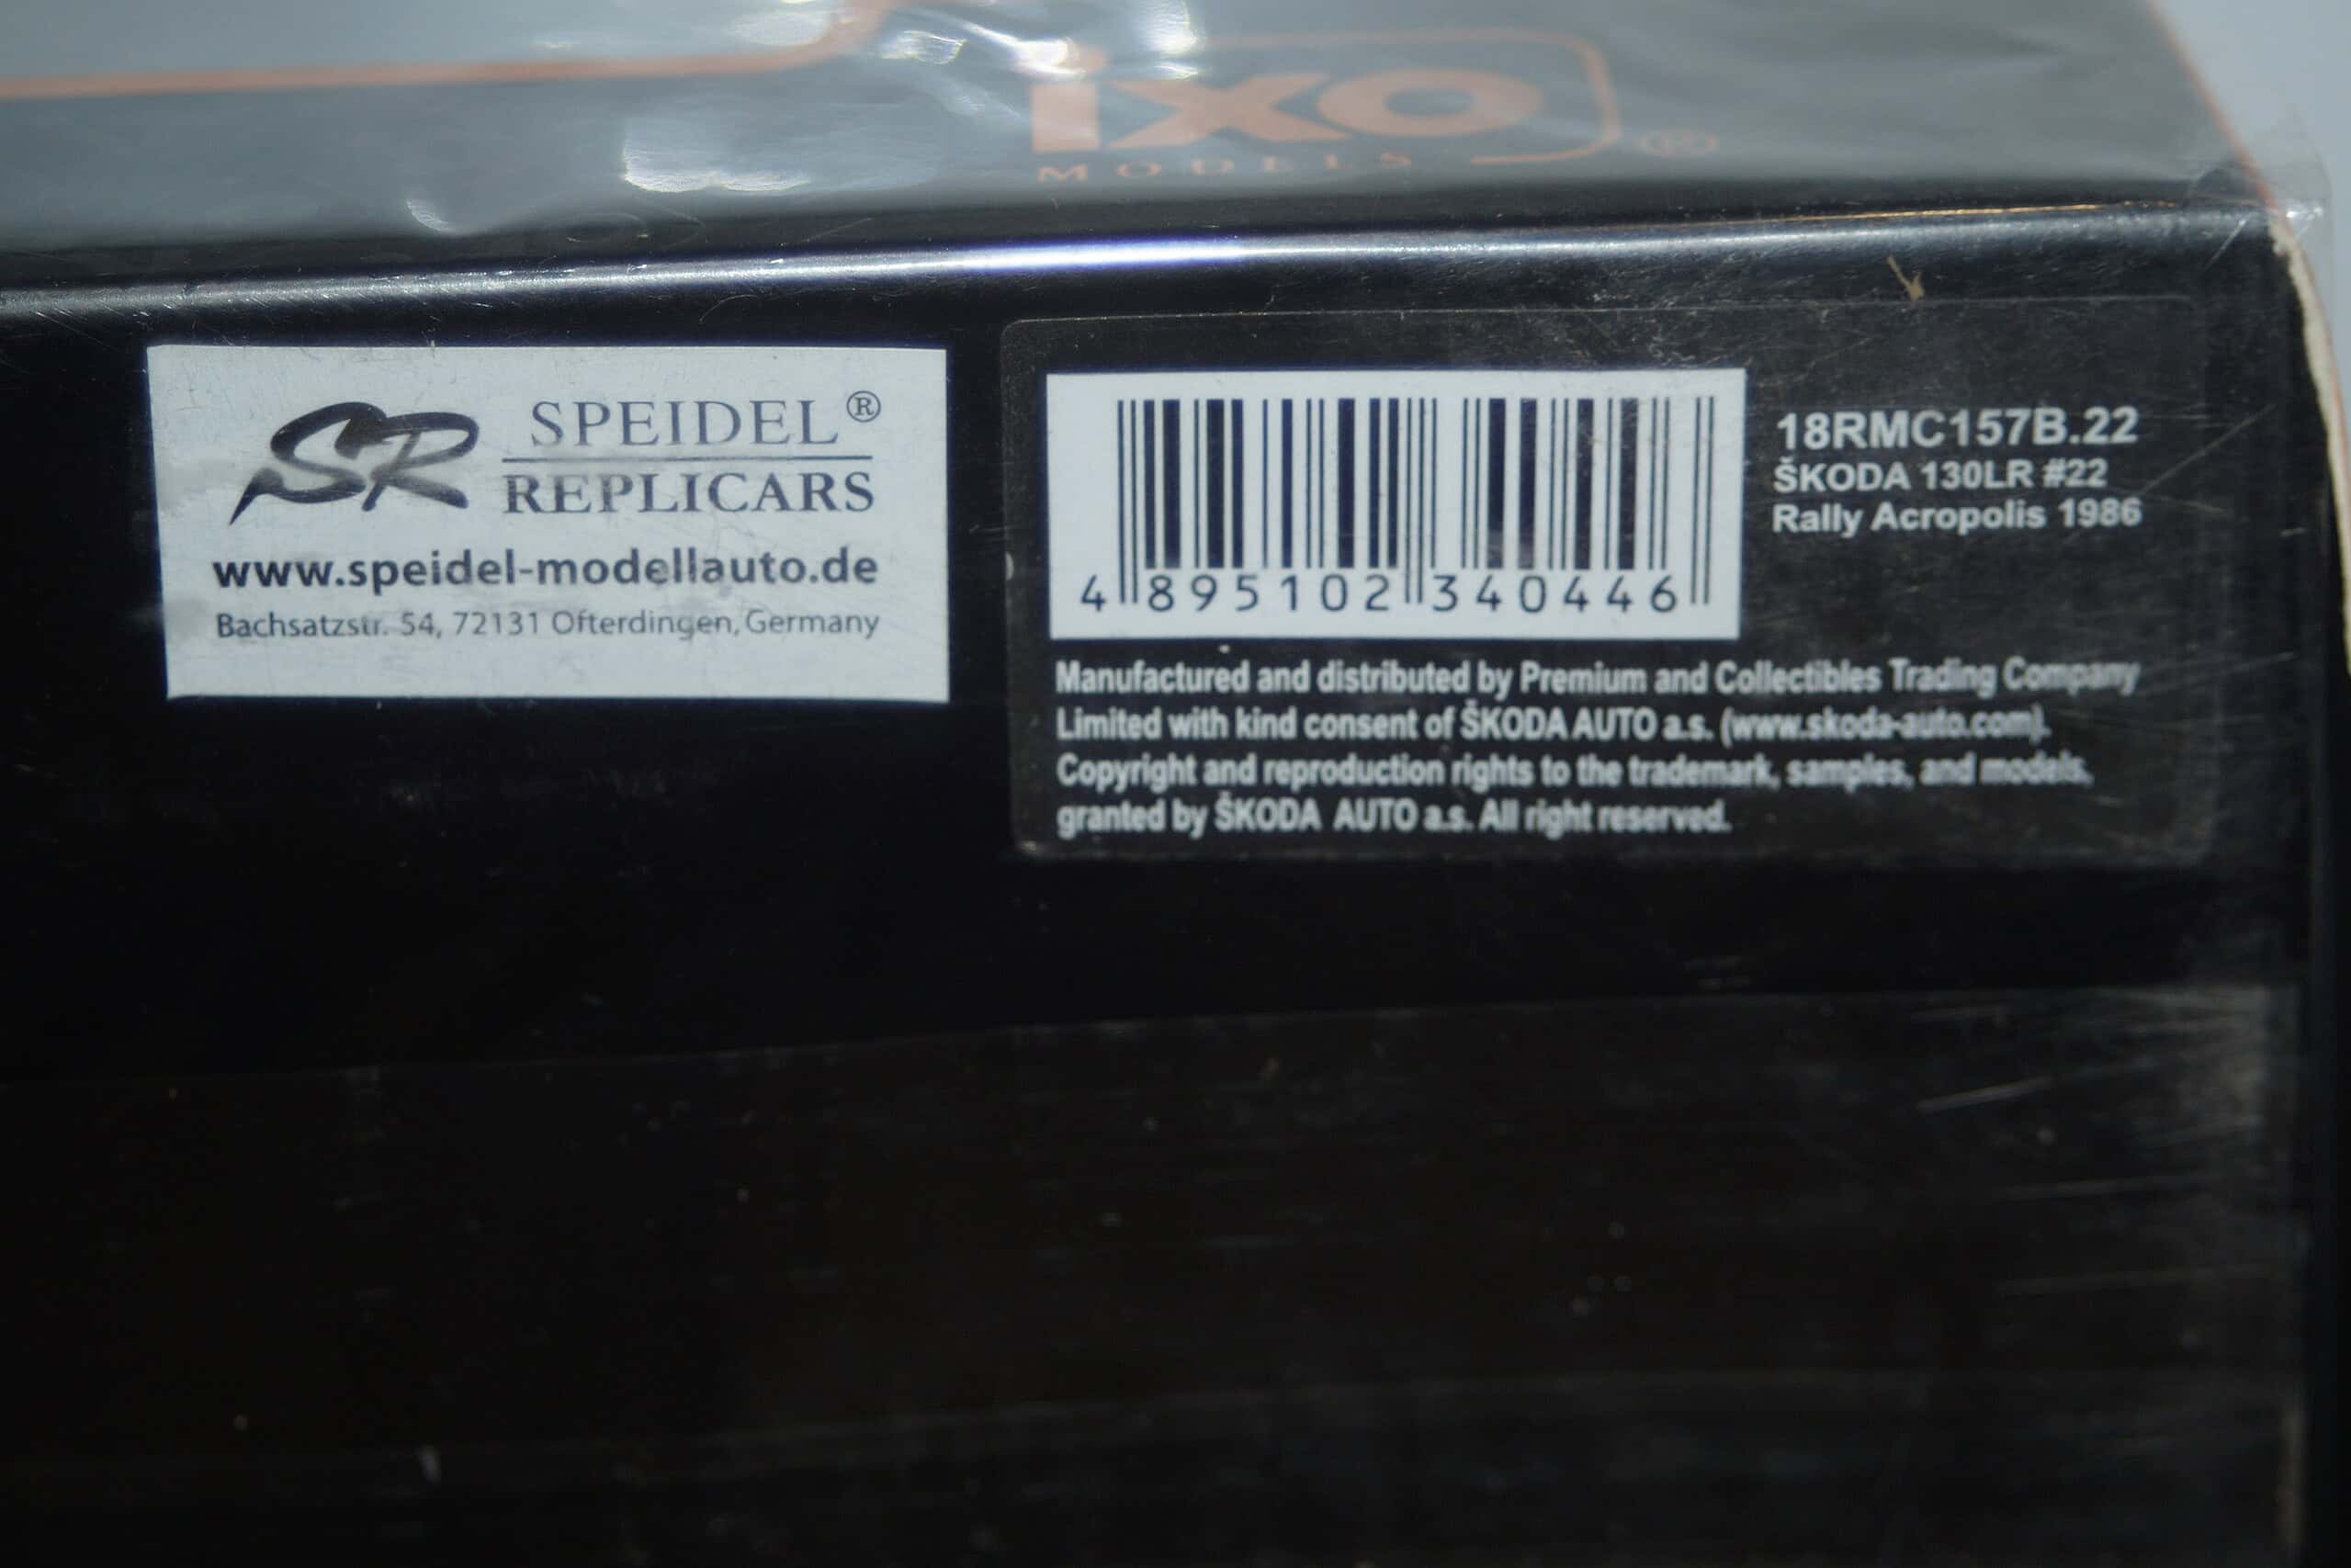 ixo
MODELS ®
SR
SPEIDEL ®
REPLICARS
www.speidel-modellauto.de
Bachsatzstr. 54, 72131 Ofterdingen, Germany
4 895102 340446
18RMC157B.22
ŠKODA 130LR #22
Rally Acropolis 1986
Manufactured and distributed by Premium and Collectibles Trading Company
Limited with kind consent of ŠKODA AUTO a.s. (www.skoda-auto.com).
Copyright and reproduction rights to the trademark, samples, and models,
granted by ŠKODA AUTO a.s. All right reserved.